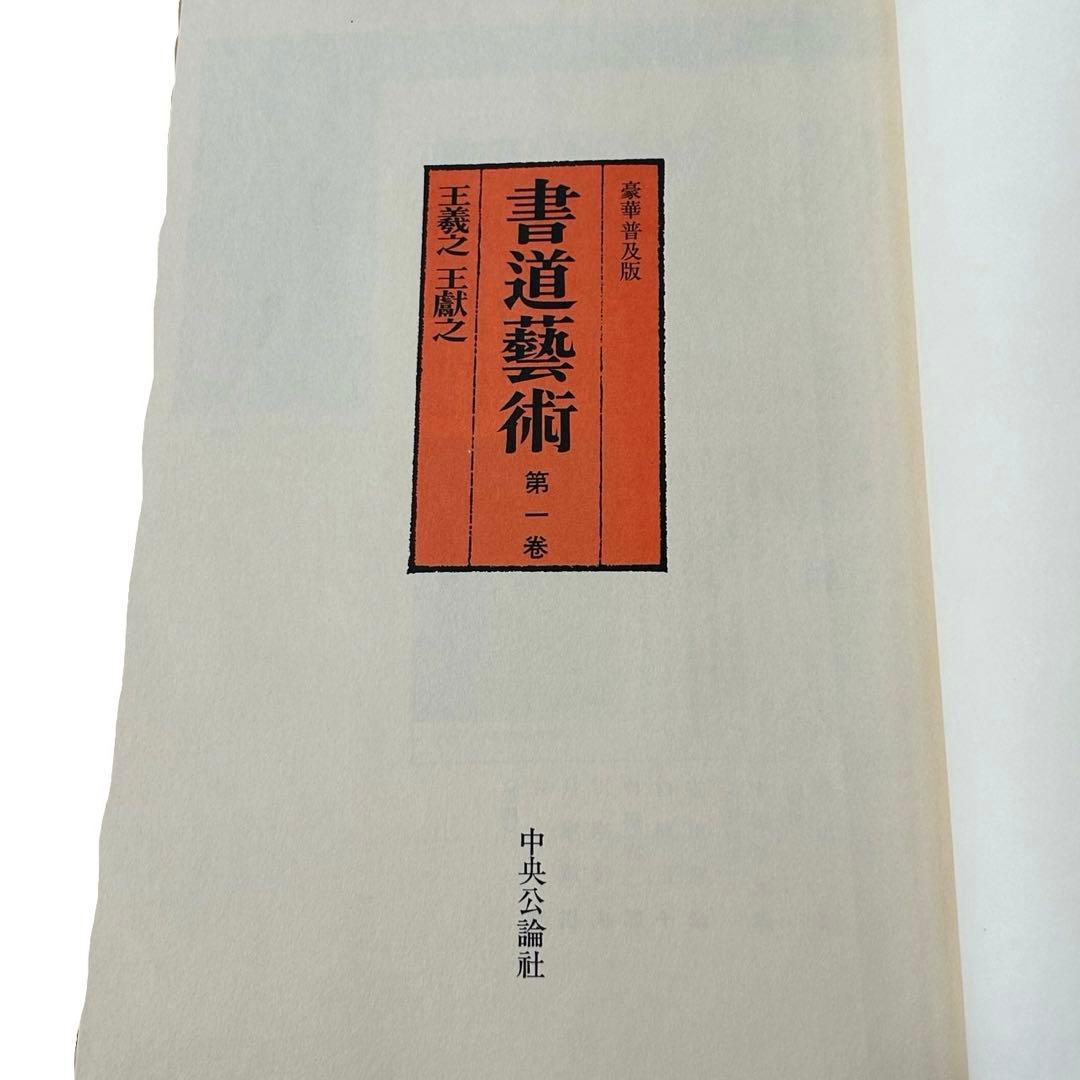 豪華普及版
書道藝術 第一卷
王羲之 王獻之
中央公論社